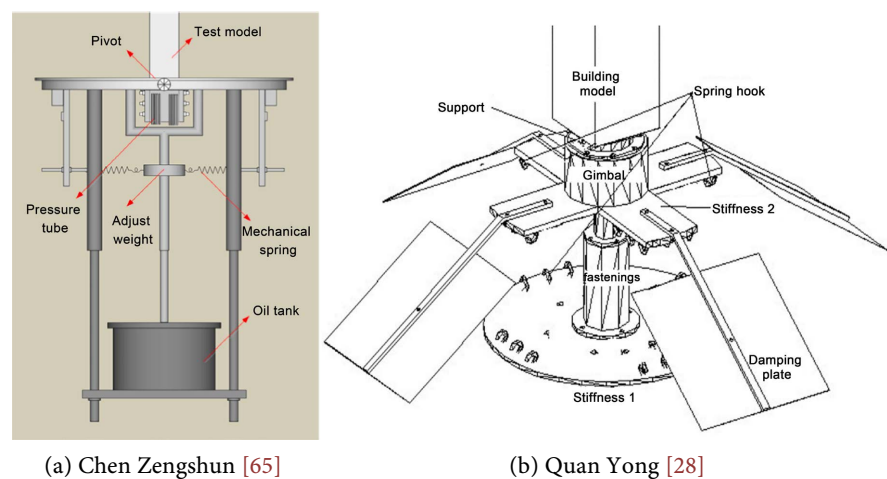 Pivot
Test model
Pressure
tube
Adjust
weight
Mechanical
spring
Oil tank
(a) Chen Zengshun [65]
Building
model
Spring hook
Support
Gimbal
Stiffness 2
fastenings
Damping
plate
Stiffness 1
(b) Quan Yong [28]